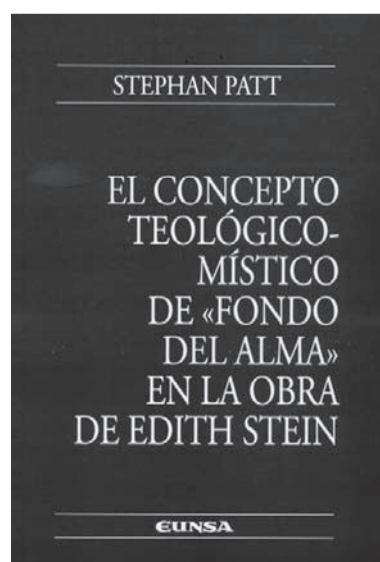 STEPHAN PATT
EL CONCEPTO
TEOLÓGICO-
MÍSTICO
DE «FONDO
DEL ALMA»
EN LA OBRA
DE EDITH STEIN
EUNSA